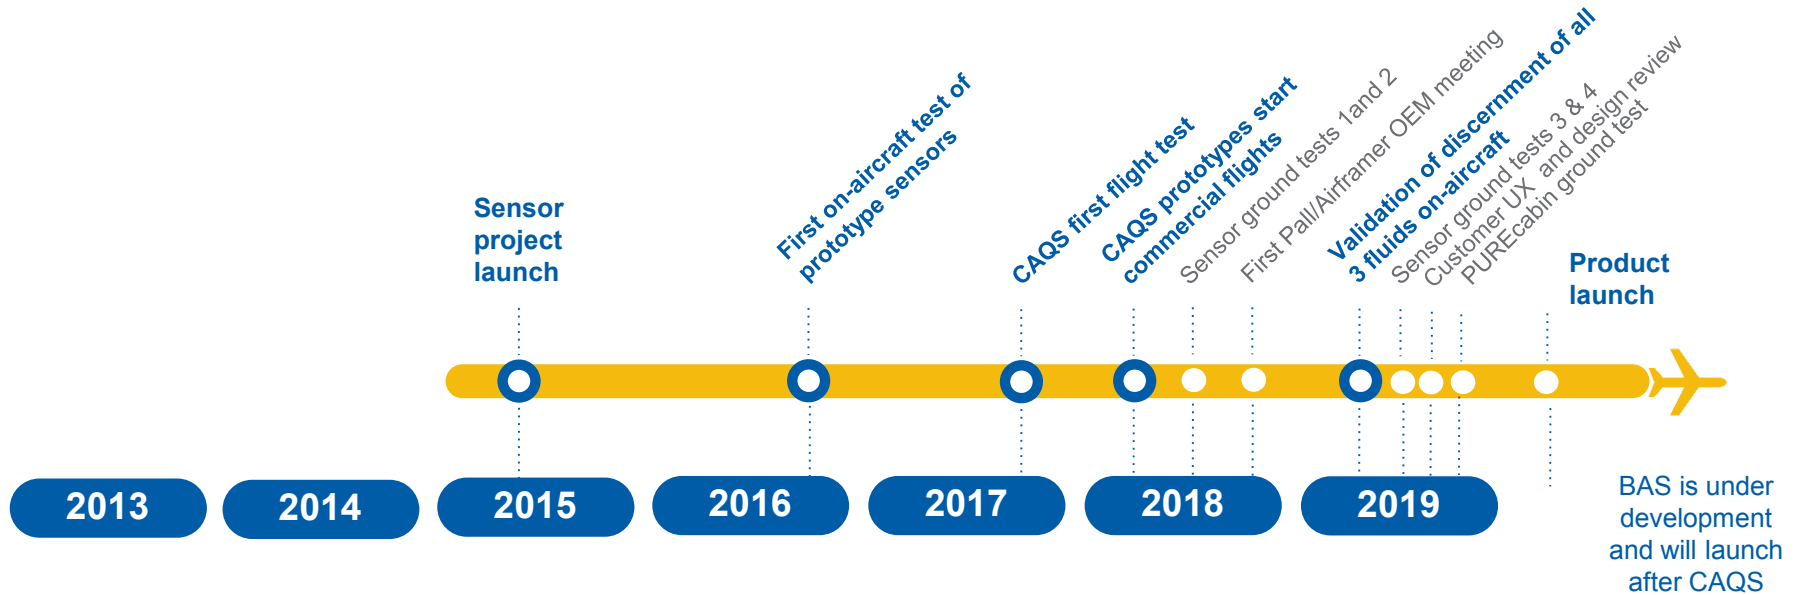 Sensor
project
launch
First on-aircraft test of
prototype sensors
CAQS first flight test
CAQS prototypes start
commercial flights
Sensor ground tests 1and 2
First Pall/Airframer OEM meeting
Validation of discernment of all
3 fluids on-aircraft
Sensor ground tests 3 & 4
Customer UX and design review
PUREcabin ground test
Product
launch
2013
2014
2015
2016
2017
2018
2019
BAS is under
development
and will launch
after CAQS